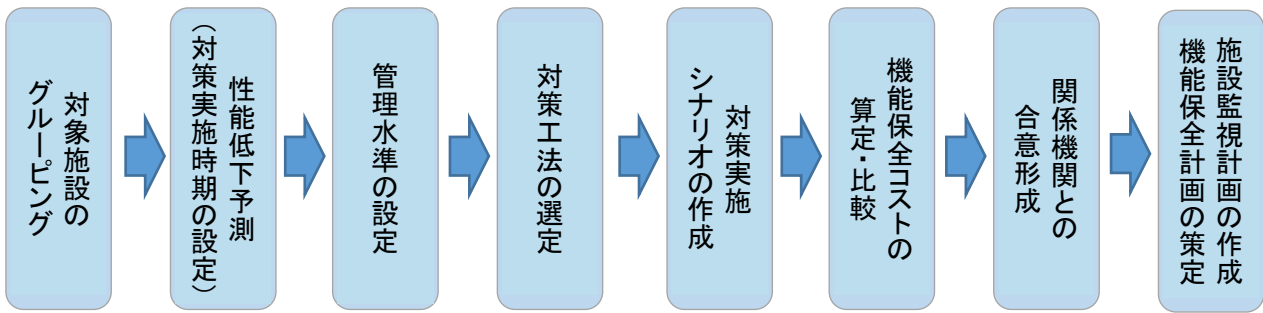 対象施設の
グルーピング
性能低下予測
（対策実施時期の設定）
管理水準の設定
対策工法の選定
対策実施
シナリオの作成
機能保全コストの
算定・比較
関係機関との
合意形成
施設監視計画の作成
機能保全計画の策定